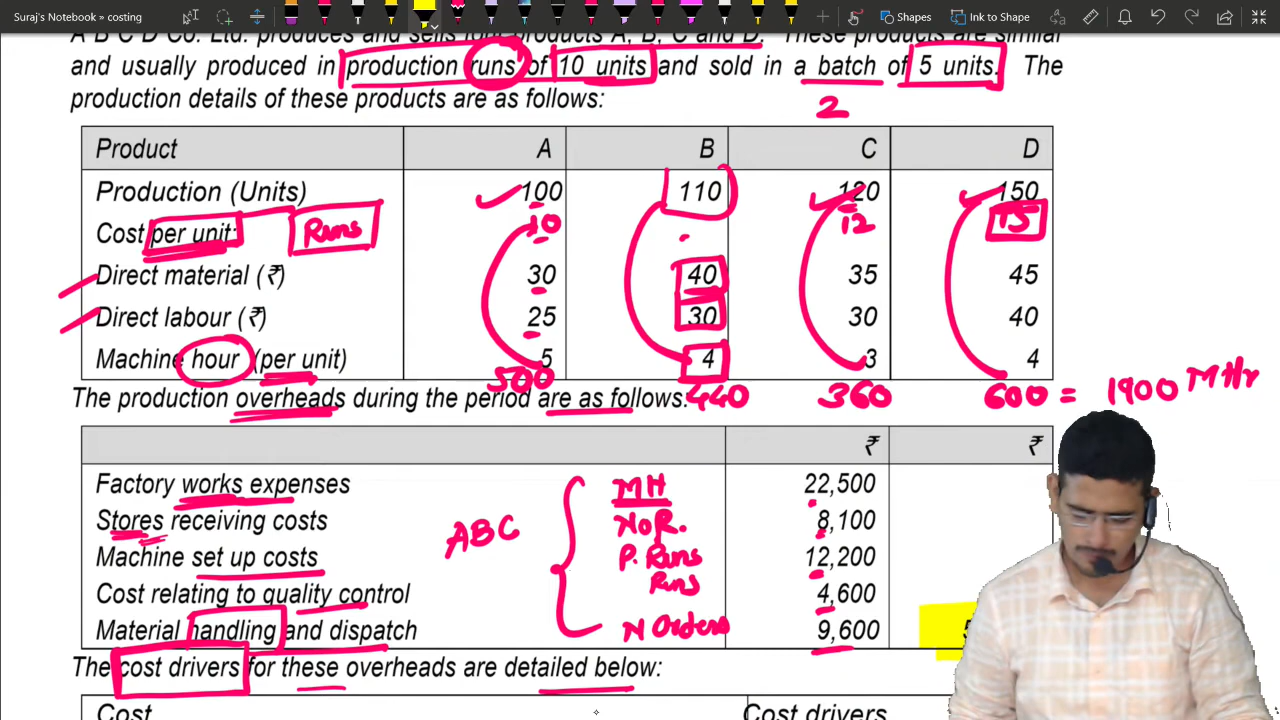 Suraj's Notebook » costing
Shapes
Ink to Shape
A B C D Co. Ltd. produces and sells four products A, B, C and D. These products are similar
and usually produced in production runs of 10 units and sold in a batch of 5 units. The
2
production details of these products are as follows:
Product A B C D
Production (Units) 100 110 120 150
Cost per unit: Runs 10 12 15
Direct material (₹) 30 40 35 45
Direct labour (₹) 25 30 30 40
Machine hour (per unit) 5 4 3 4
500 440 360 600 = 1900 MHr
The production overheads during the period are as follows:
₹ ₹
Factory works expenses MH 22,500
Stores receiving costs NoR. 8,100
ABC
Machine set up costs P. Runs 12,200
Cost relating to quality control Runs 4,600
Material handling and dispatch N Orders 9,600
The cost drivers for these overheads are detailed below:
Cost Cost drivers